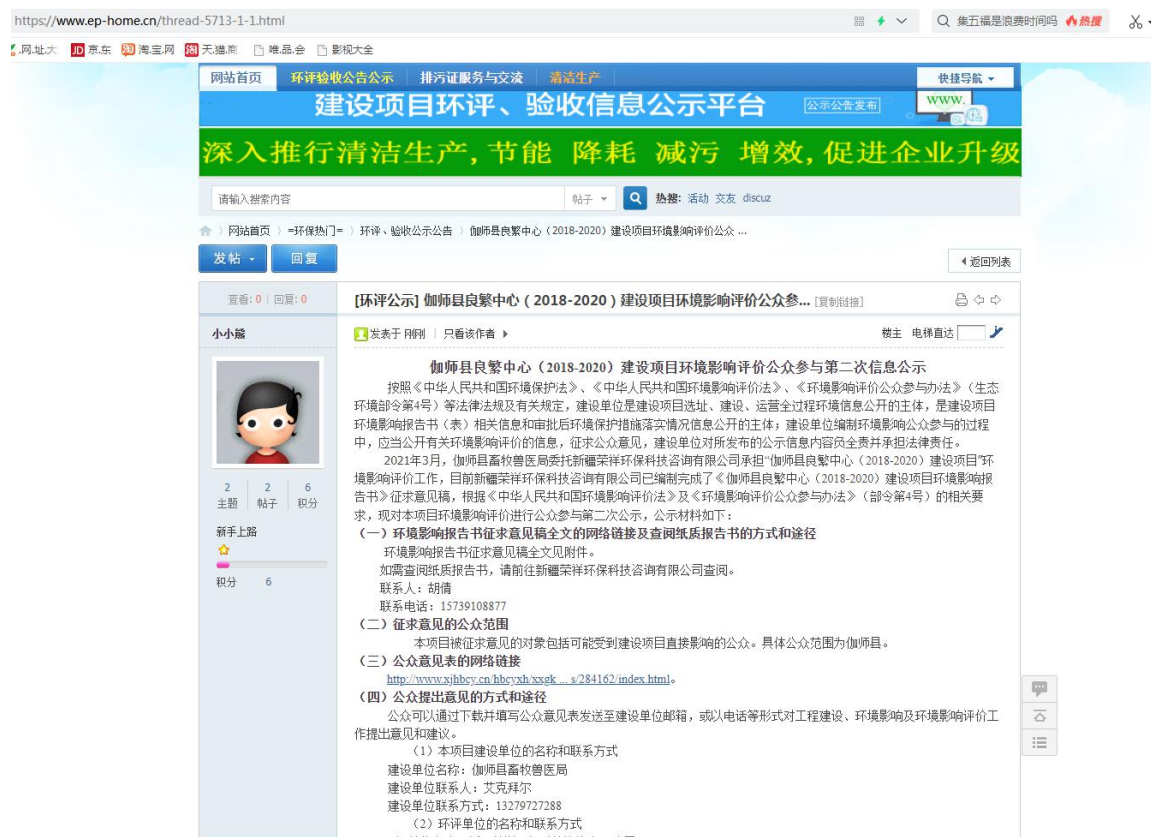 https://www.ep-home.cn/thread-5713-1-1.html
集五福是浪费时间吗 热搜
.网.址.大 JD 京.东 淘 淘.宝.网 天.猫.商 唯.品.会 影视大全
网站首页 环评验收公告公示 排污证服务与交流 清洁生产 快捷导航
建设项目环评、验收信息公示平台 公示公告发布 www.
深入推行清洁生产,节能 降耗 减污 增效,促进企业升级
请输入搜索内容 帖子 热搜: 活动 交友 discuz
网站首页 〉 =环保热门= 〉 环评、验收公示公告 〉 伽师县良繁中心(2018-2020)建设项目环境影响评价公众 ...
发帖 回复 返回列表
查看: 0 | 回复: 0 [环评公示] 伽师县良繁中心(2018-2020)建设项目环境影响评价公众参... [复制链接]
小小熊 发表于 刚刚 | 只看该作者 楼主 电梯直达
伽师县良繁中心(2018-2020)建设项目环境影响评价公众参与第二次信息公示
按照《中华人民共和国环境保护法》、《中华人民共和国环境影响评价法》、《环境影响评价公众参与办法》(生态
环境部令第4号)等法律法规及有关规定,建设单位是建设项目选址、建设、运营全过程环境信息公开的主体,是建设项目
环境影响报告书(表)相关信息和审批后环境保护措施落实情况信息公开的主体;建设单位编制环境影响公众参与的过程
中,应当公开有关环境影响评价的信息,征求公众意见,建设单位对所发布的公示信息内容负全责并承担法律责任。
2021年3月,伽师县畜牧兽医局委托新疆荣祥环保科技咨询有限公司承担“伽师县良繁中心(2018-2020)建设项目”环
境影响评价工作,目前新疆荣祥环保科技咨询有限公司已编制完成了《伽师县良繁中心(2018-2020)建设项目环境影响报
告书》征求意见稿,根据《中华人民共和国环境影响评价法》及《环境影响评价公众参与办法》(部令第4号)的相关要
求,现对本项目环境影响评价进行公众参与第二次公示,公示材料如下:
(一)环境影响报告书征求意见稿全文的网络链接及查阅纸质报告书的方式和途径
环境影响报告书征求意见稿全文见附件。
如需查阅纸质报告书,请前往新疆荣祥环保科技咨询有限公司查阅。
联系人:胡倩
联系电话:15739108877
(二)征求意见的公众范围
本项目被征求意见的对象包括可能受到建设项目直接影响的公众。具体公众范围为伽师县。
(三)公众意见表的网络链接
http://www.xjhbcy.cn/hbcyxh/xxgk ... s/284162/index.html。
(四)公众提出意见的方式和途径
公众可以通过下载并填写公众意见表发送至建设单位邮箱,或以电话等形式对工程建设、环境影响及环境影响评价工
作提出意见和建议。
(1)本项目建设单位的名称和联系方式
建设单位名称:伽师县畜牧兽医局
建设单位联系人:艾克拜尔
建设单位联系方式:13279727288
(2)环评单位的名称和联系方式
2 2 6
主题 帖子 积分
新手上路
积分 6